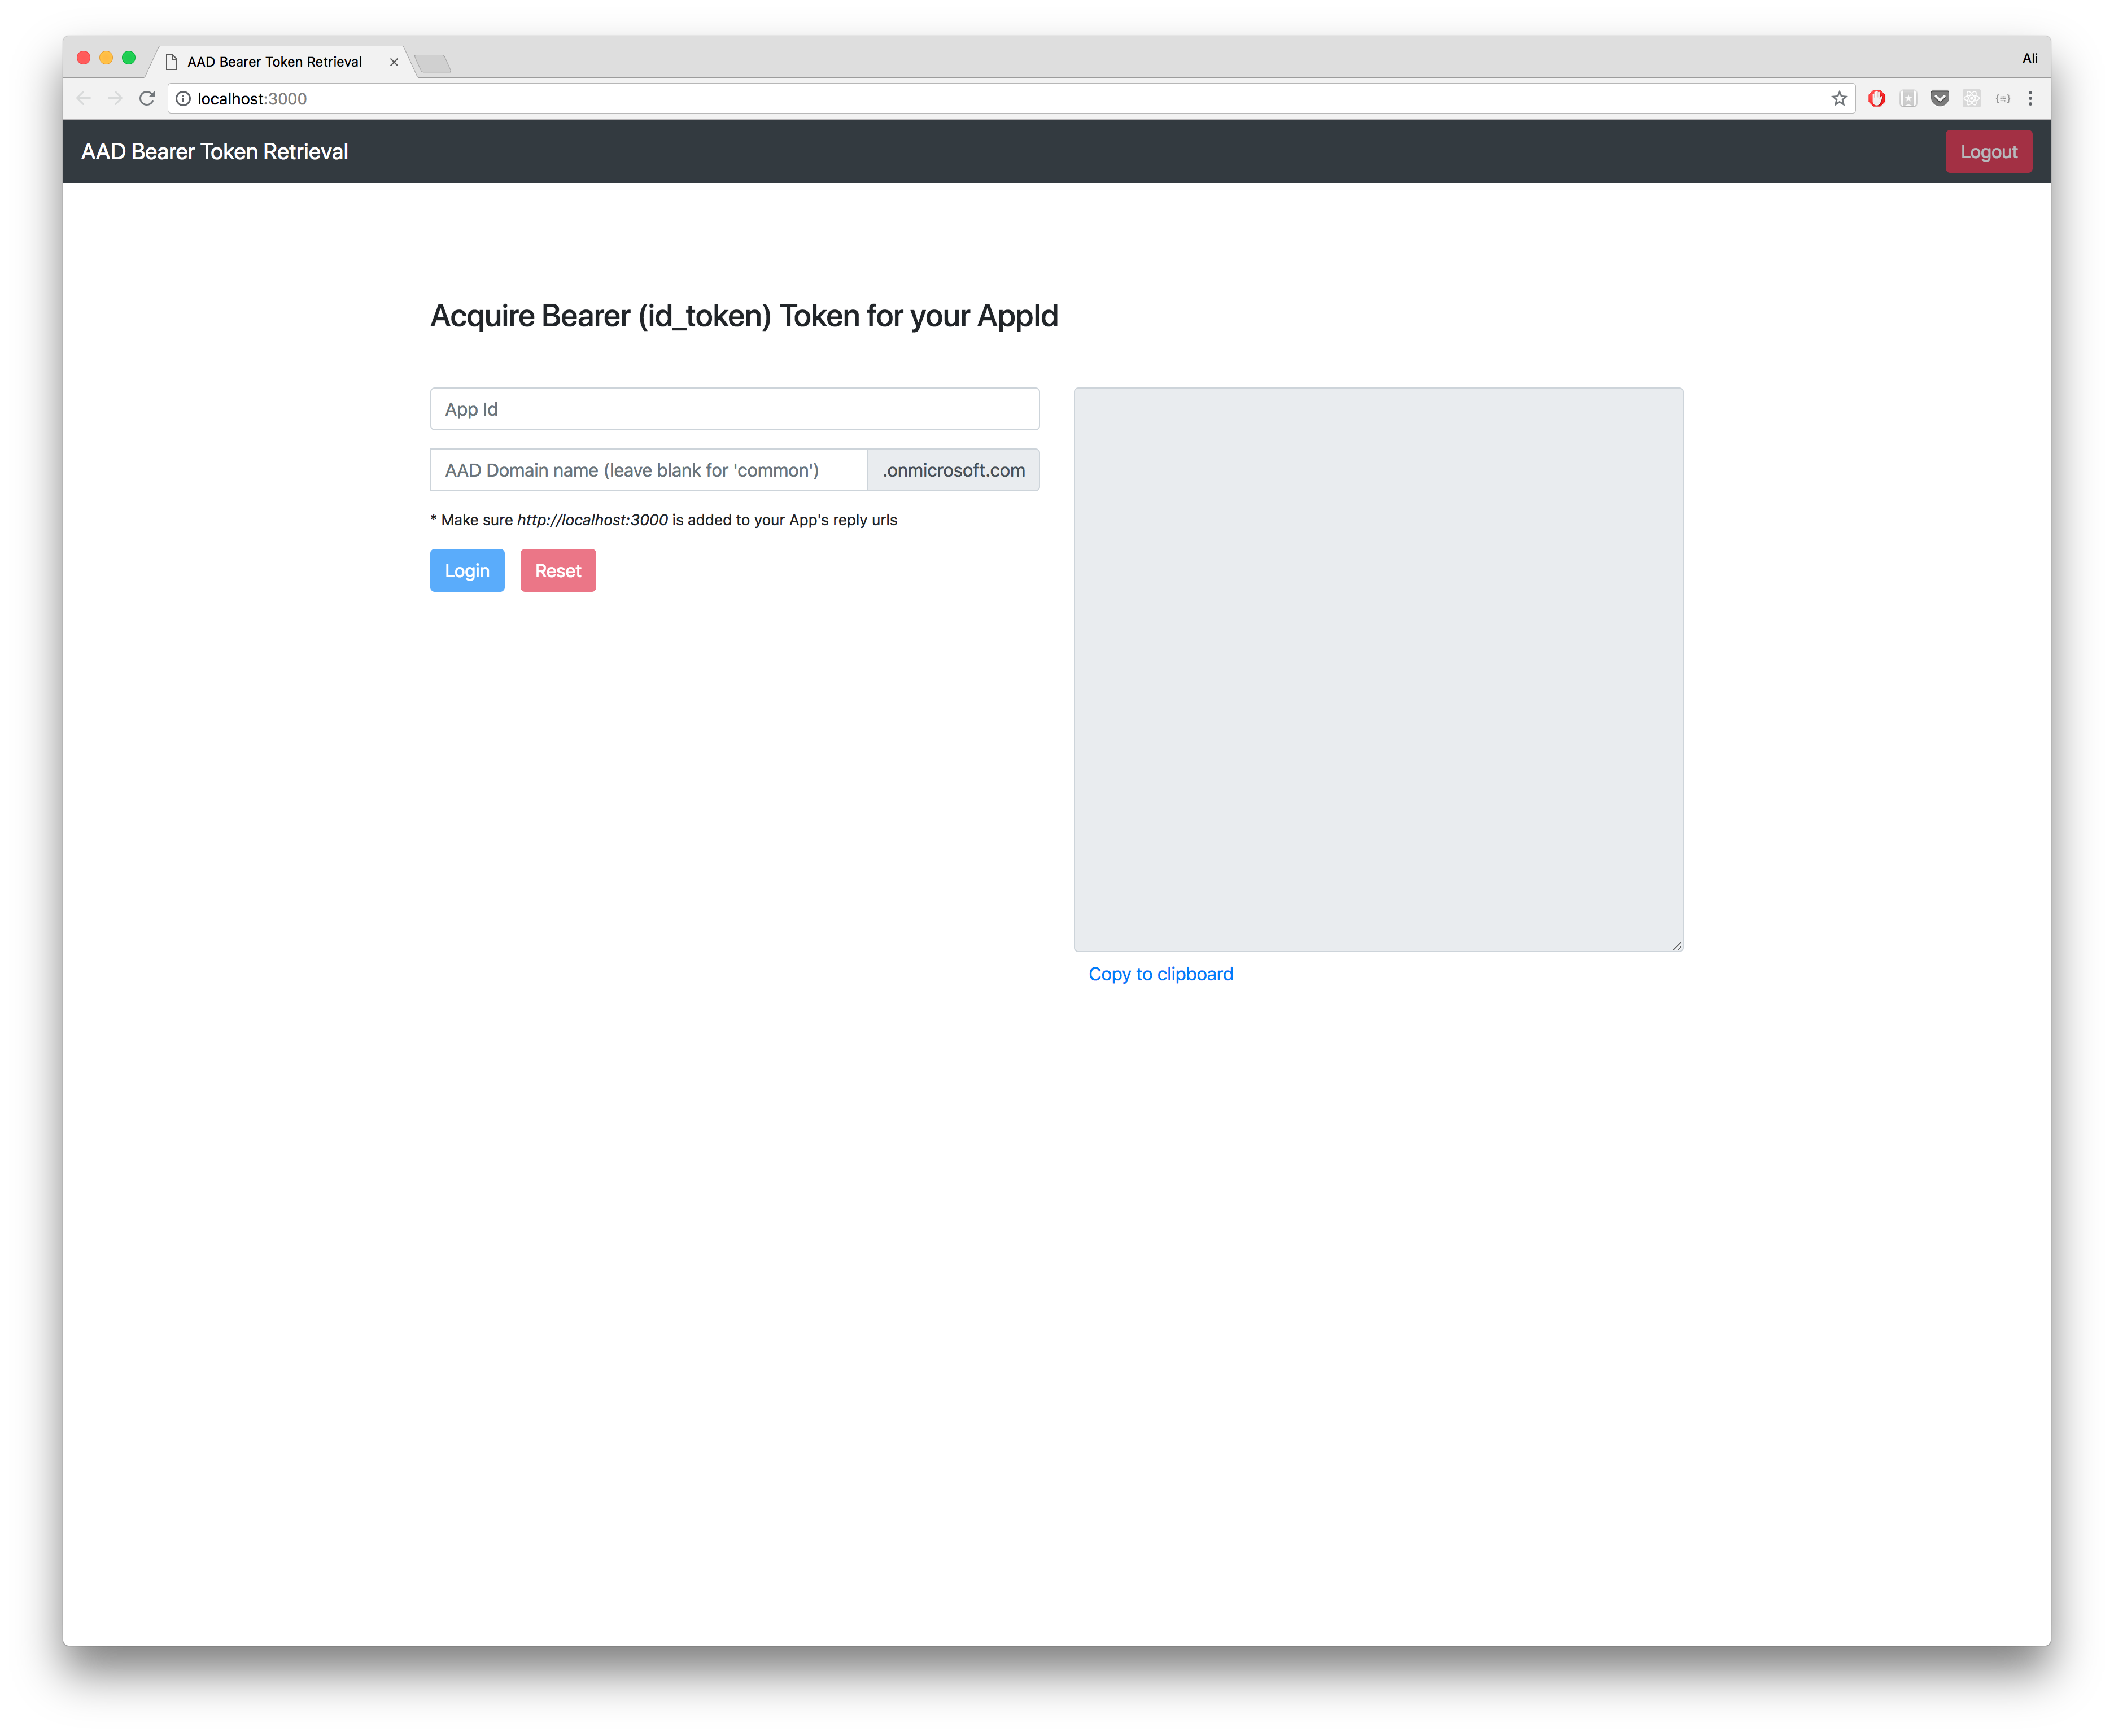 AAD Bearer Token Retrieval
Ali
localhost:3000
AAD Bearer Token Retrieval
Logout
Acquire Bearer (id_token) Token for your AppId
App Id
AAD Domain name (leave blank for 'common')
.onmicrosoft.com
* Make sure http://localhost:3000 is added to your App's reply urls
Login
Reset
Copy to clipboard